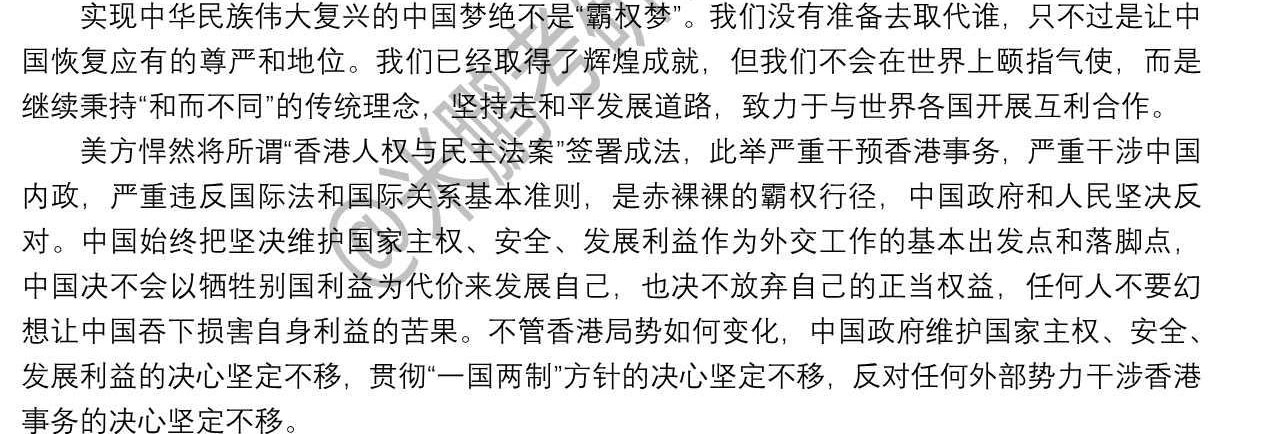 实现中华民族伟大复兴的中国梦绝不是“霸权梦”。我们没有准备去取代谁，只不过是让中
国恢复应有的尊严和地位。我们已经取得了辉煌成就，但我们不会在世界上颐指气使，而是
继续秉持“和而不同”的传统理念，坚持走和平发展道路，致力于与世界各国开展互利合作。
美方悍然将所谓“香港人权与民主法案”签署成法，此举严重干预香港事务，严重干涉中国
内政，严重违反国际法和国际关系基本准则，是赤裸裸的霸权行径，中国政府和人民坚决反
对。中国始终把坚决维护国家主权、安全、发展利益作为外交工作的基本出发点和落脚点，
中国决不会以牺牲别国利益为代价来发展自己，也决不放弃自己的正当权益，任何人不要幻
想让中国吞下损害自身利益的苦果。不管香港局势如何变化，中国政府维护国家主权、安全、
发展利益的决心坚定不移，贯彻“一国两制”方针的决心坚定不移，反对任何外部势力干涉香港
事务的决心坚定不移。
@米鹏考研